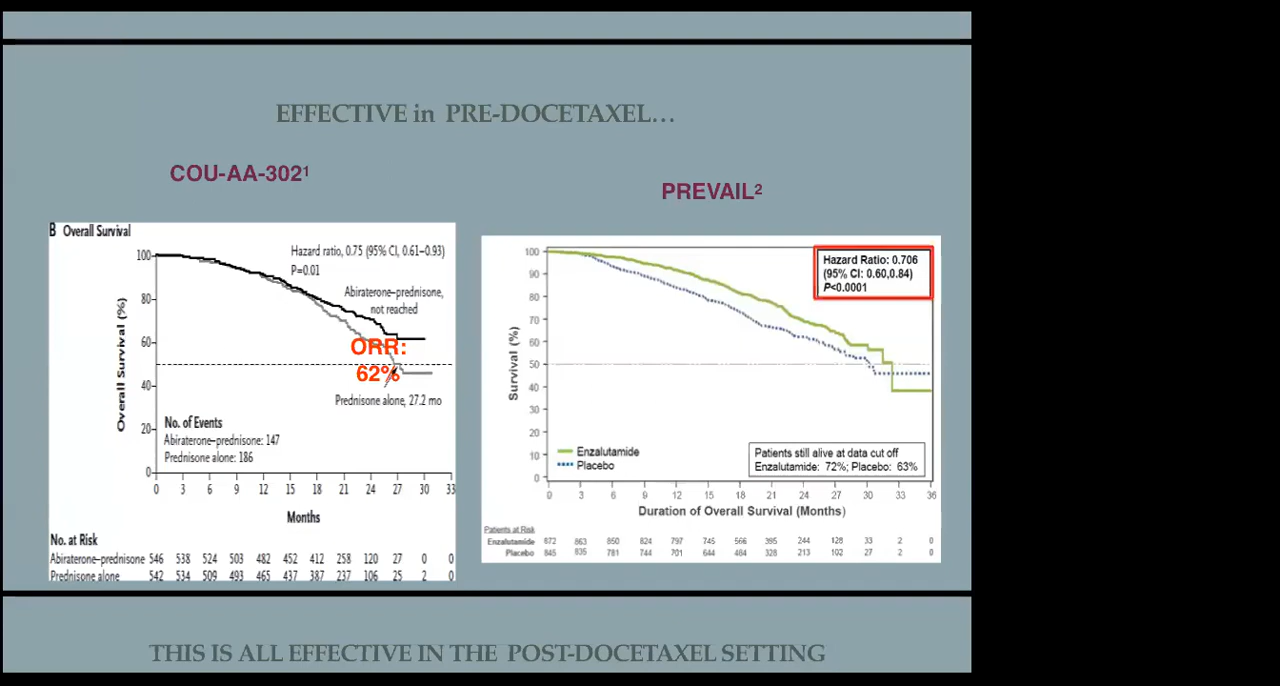 EFFECTIVE in PRE-DOCETAXEL…
COU-AA-302¹
PREVAIL²
B Overall Survival
Hazard ratio, 0.75 (95% CI, 0.61–0.93)
P=0.01
Abiraterone–prednisone,
not reached
ORR:
62%
Prednisone alone, 27.2 mo
No. of Events
Abiraterone–prednisone: 147
Prednisone alone: 186
Overall Survival (%)
100
80
60
40
20
0
0 3 6 9 12 15 18 21 24 27 30 33
Months
No. at Risk
Abiraterone–prednisone 546 538 524 503 482 452 412 258 120 27 0 0
Prednisone alone 542 534 509 493 465 437 387 237 106 25 2 0
Hazard Ratio: 0.706
(95% CI: 0.60,0.84)
P<0.0001
Survival (%)
100
90
80
70
60
50
40
30
20
10
0
Enzalutamide
Placebo
Patients still alive at data cut off
Enzalutamide: 72%; Placebo: 63%
0 3 6 9 12 15 18 21 24 27 30 33 36
Duration of Overall Survival (Months)
Patients at Risk
Enzalutamide 872 863 850 824 797 745 566 395 244 128 33 2 0
Placebo 845 835 781 744 701 644 484 328 213 102 27 2 0
THIS IS ALL EFFECTIVE IN THE POST-DOCETAXEL SETTING